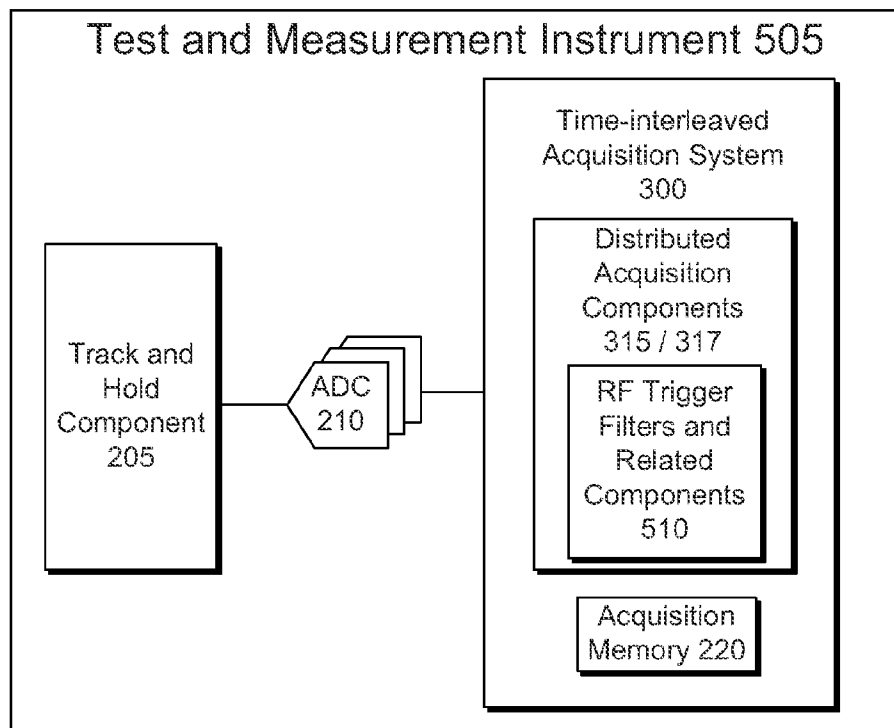 Test and Measurement Instrument 505
Track and
Hold
Component
205
ADC
210
Time-interleaved
Acquisition System
300
Distributed
Acquisition
Components
315 / 317
RF Trigger
Filters and
Related
Components
510
Acquisition
Memory 220